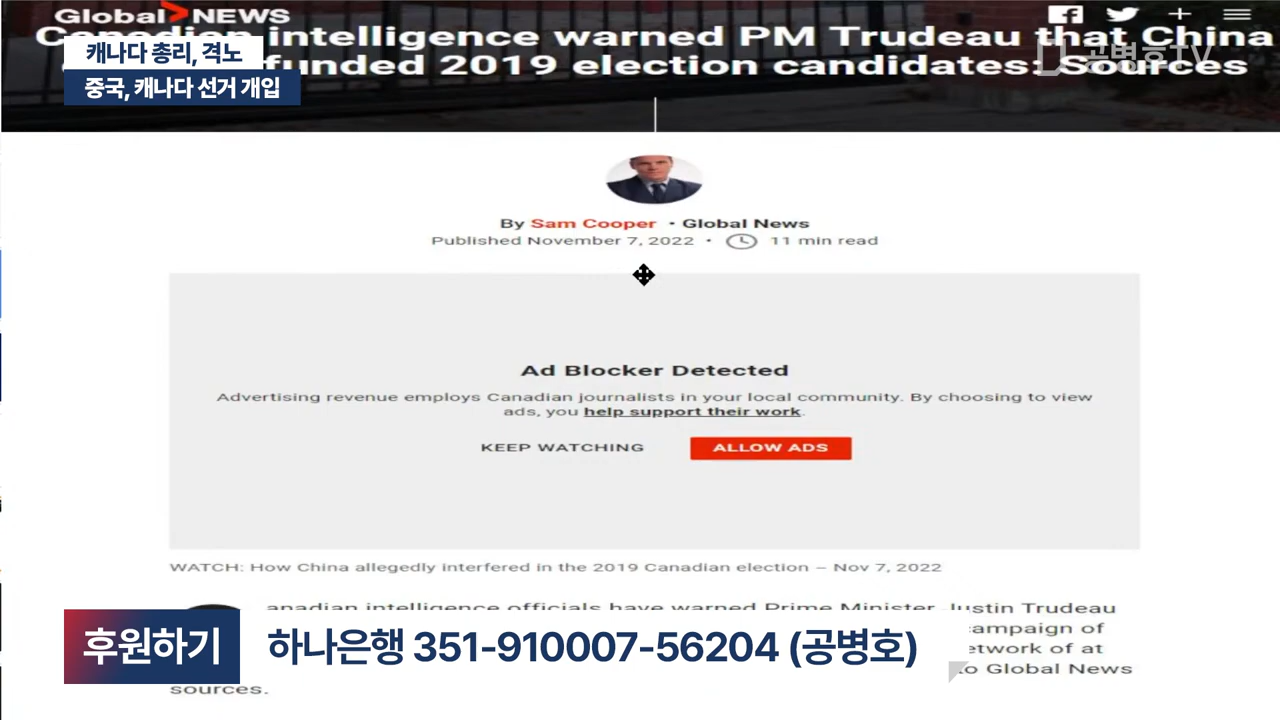 Global NEWS
intelligence warned PM Trudeau that China
funded 2019 election candidates: Sources
공병호TV
캐나다 총리, 격노
중국, 캐나다 선거 개입
By Sam Cooper • Global News
Published November 7, 2022 • 11 min read
Ad Blocker Detected
Advertising revenue employs Canadian journalists in your local community. By choosing to view
ads, you help support their work.
KEEP WATCHING
ALLOW ADS
WATCH: How China allegedly interfered in the 2019 Canadian election – Nov 7, 2022
anadian intelligence officials have warned Prime Minister Justin Trudeau
campaign of
network of at
to Global News
sources.
후원하기
하나은행 351-910007-56204 (공병호)